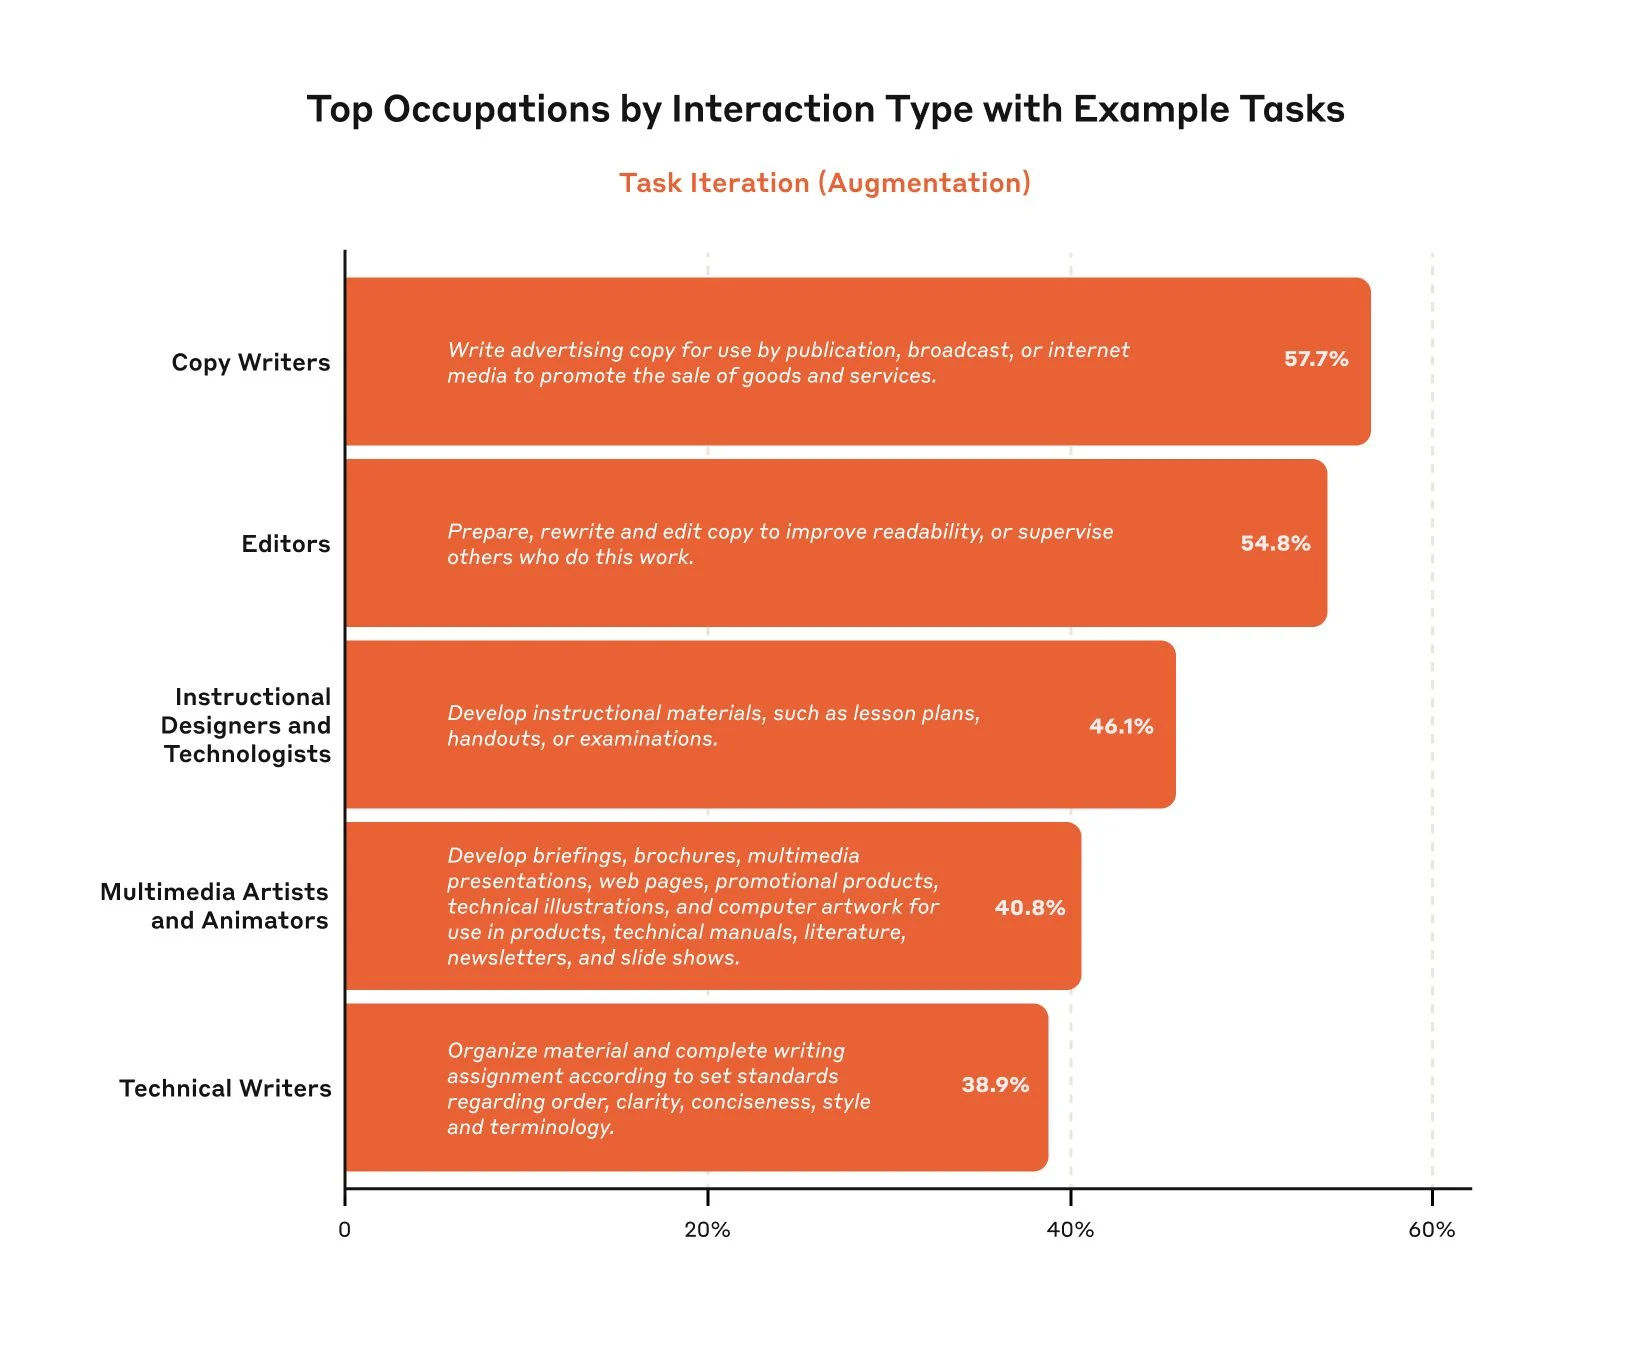 Top Occupations by Interaction Type with Example Tasks
Task Iteration (Augmentation)
Copy Writers
Write advertising copy for use by publication, broadcast, or internet
media to promote the sale of goods and services.
57.7%
Editors
Prepare, rewrite and edit copy to improve readability, or supervise
others who do this work.
54.8%
Instructional
Designers and
Technologists
Develop instructional materials, such as lesson plans,
handouts, or examinations.
46.1%
Multimedia Artists
and Animators
Develop briefings, brochures, multimedia
presentations, web pages, promotional products,
technical illustrations, and computer artwork for
use in products, technical manuals, literature,
newsletters, and slide shows.
40.8%
Technical Writers
Organize material and complete writing
assignment according to set standards
regarding order, clarity, conciseness, style
and terminology.
38.9%
0
20%
40%
60%